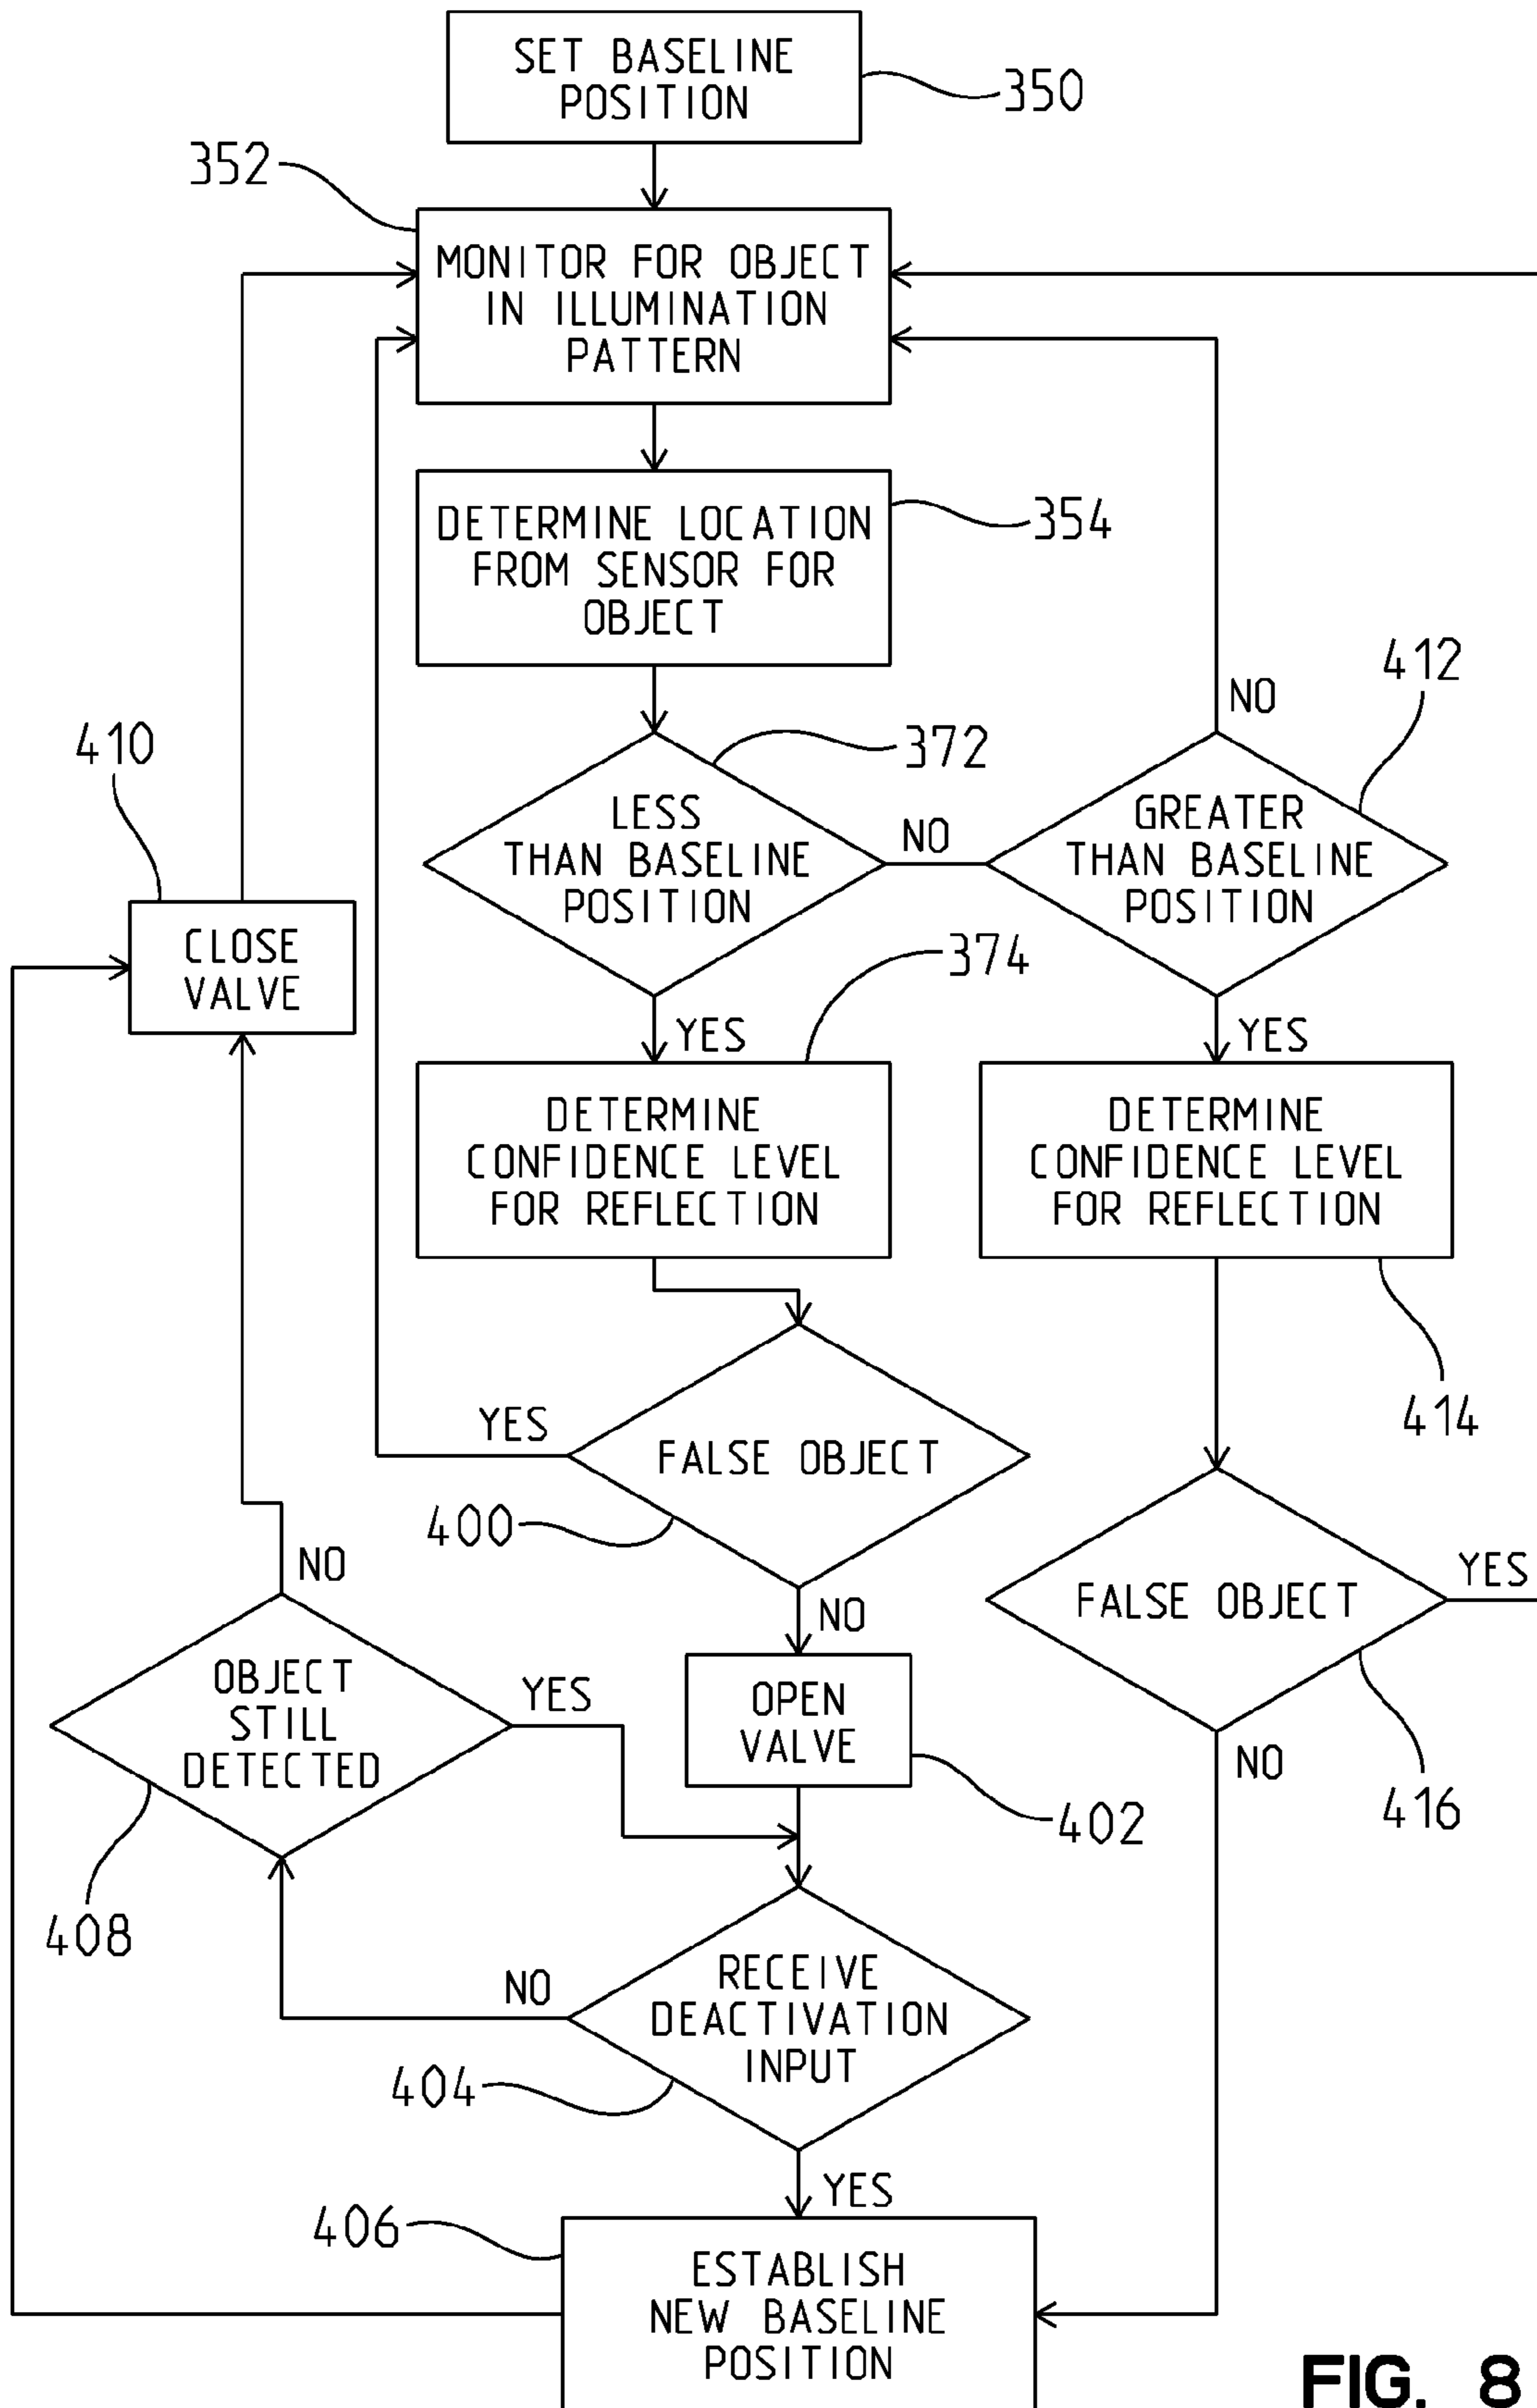 SET BASELINE
POSITION
350
352
MONITOR FOR OBJECT
IN ILLUMINATION
PATTERN
DETERMINE LOCATION
FROM SENSOR FOR
OBJECT
354
412
NO
410
372
LESS
THAN BASELINE
POSITION
NO
GREATER
THAN BASELINE
POSITION
CLOSE
VALVE
374
YES
YES
DETERMINE
CONFIDENCE LEVEL
FOR REFLECTION
DETERMINE
CONFIDENCE LEVEL
FOR REFLECTION
414
YES
FALSE OBJECT
400
NO
NO
YES
FALSE OBJECT
OBJECT
STILL
DETECTED
YES
OPEN
VALVE
NO
416
402
408
NO
RECEIVE
DEACTIVATION
INPUT
404
YES
406
ESTABLISH
NEW BASELINE
POSITION
FIG. 8